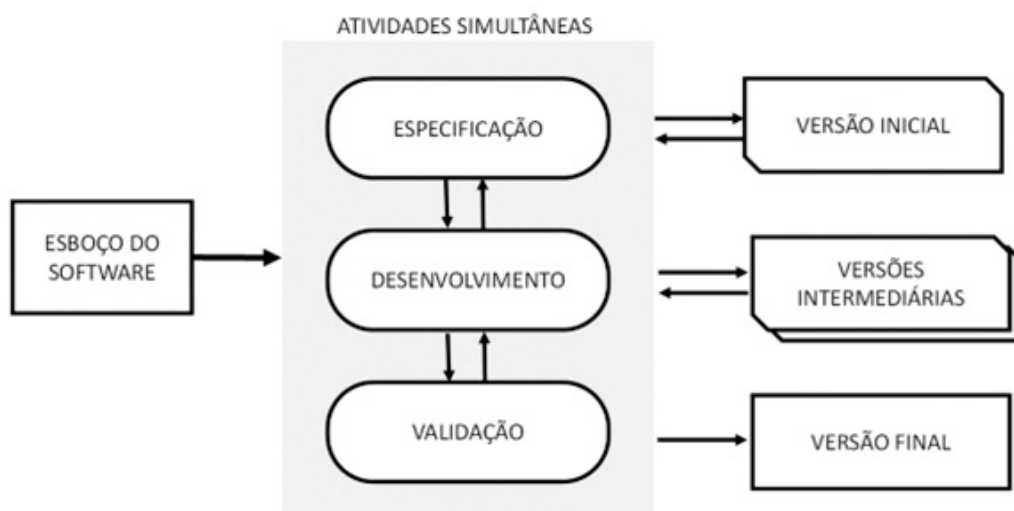 ATIVIDADES SIMULTÂNEAS
ESBOÇO DO
SOFTWARE
ESPECIFICAÇÃO
DESENVOLVIMENTO
VALIDAÇÃO
VERSÃO INICIAL
VERSÕES
INTERMEDIÁRIAS
VERSÃO FINAL